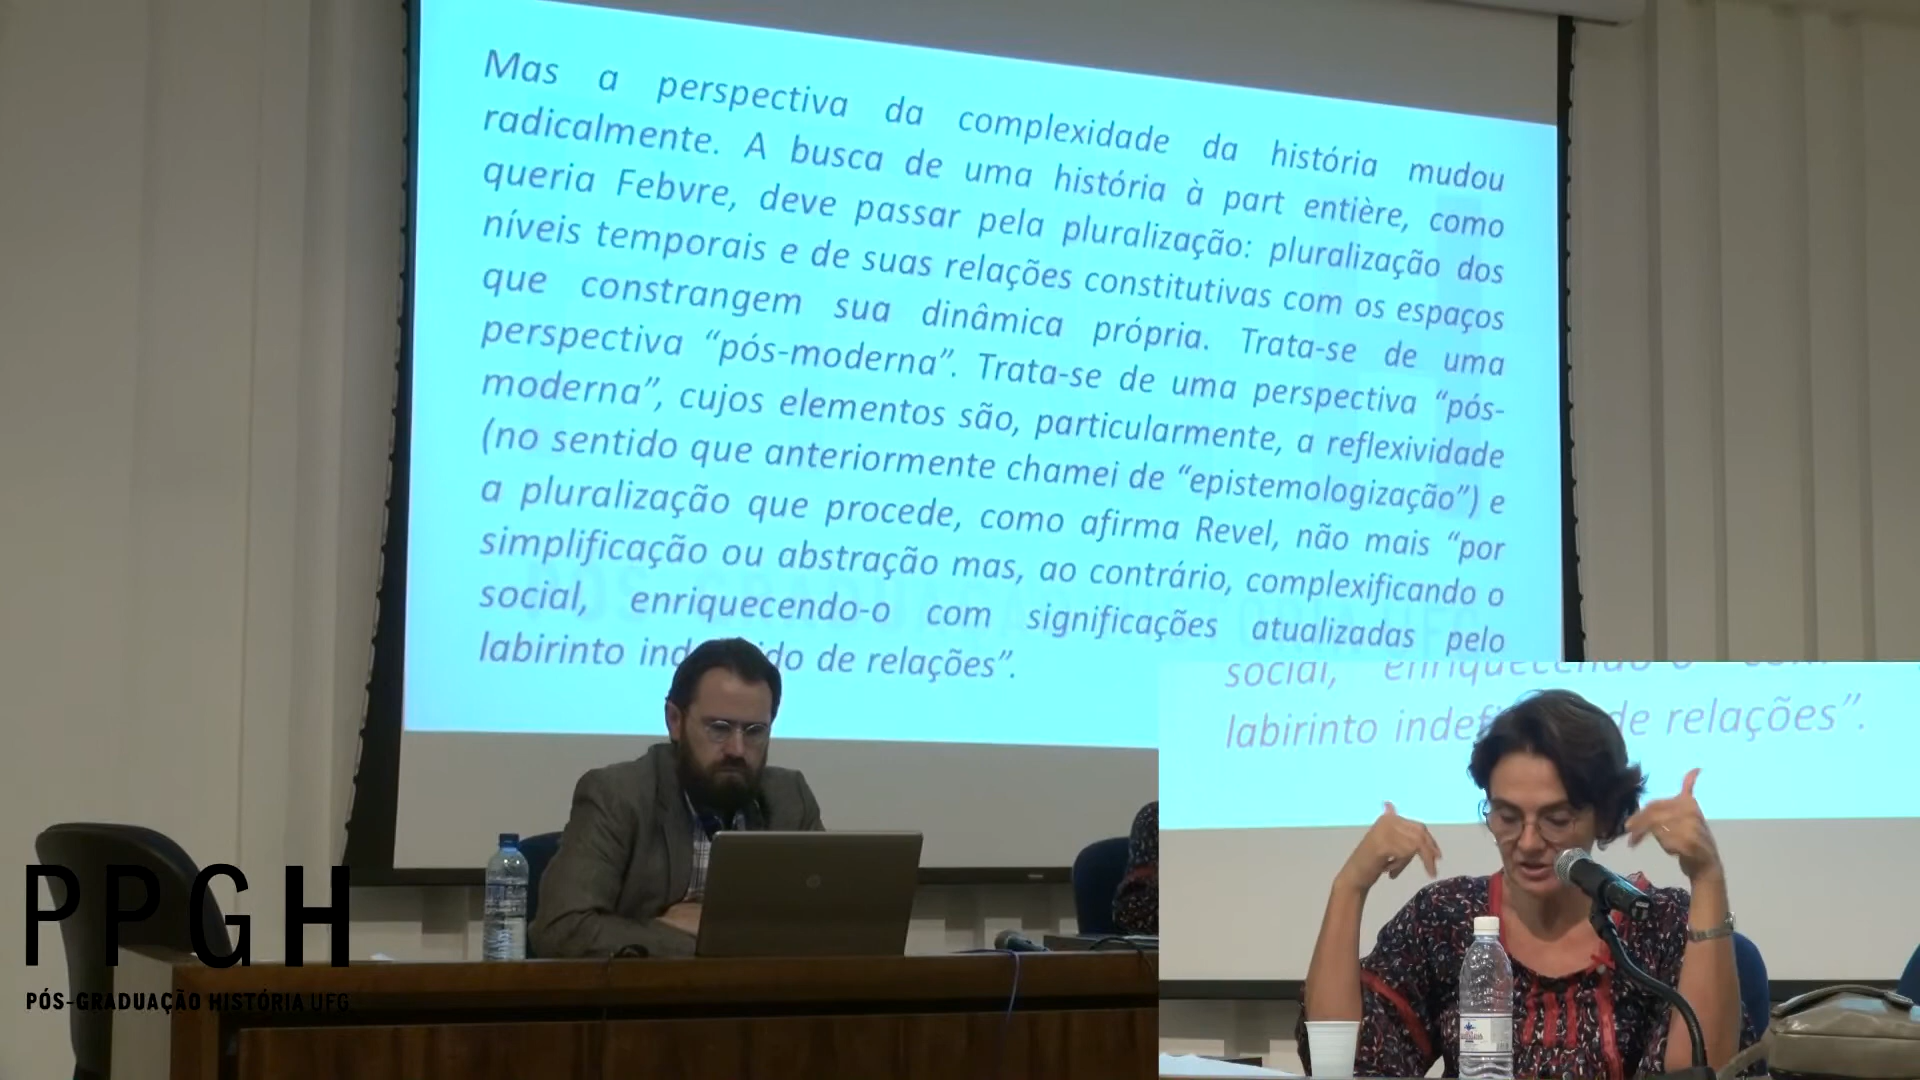 Mas a perspectiva da complexidade da história mudou
radicalmente. A busca de uma história à part entière, como
queria Febvre, deve passar pela pluralização: pluralização dos
níveis temporais e de suas relações constitutivas com os espaços
que constrangem sua dinâmica própria. Trata-se de uma
perspectiva “pós-moderna”. Trata-se de uma perspectiva “pós-
moderna”, cujos elementos são, particularmente, a reflexividade
(no sentido que anteriormente chamei de “epistemologização”) e
a pluralização que procede, como afirma Revel, não mais “por
simplificação ou abstração mas, ao contrário, complexificando o
social, enriquecendo-o com significações atualizadas pelo
labirinto de relações”.
social,
labirinto de relações”.
PPGH
PÓS-GRADUAÇÃO HISTÓRIA UFG